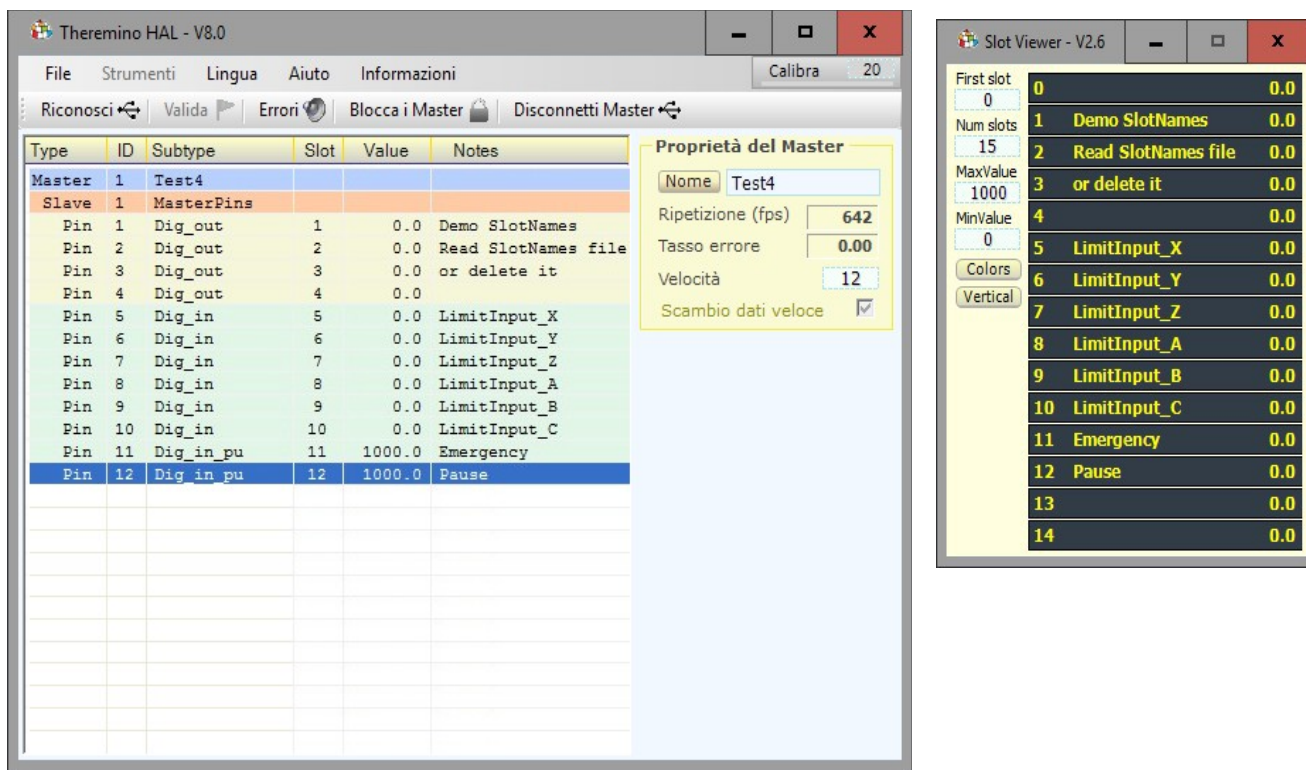 Theremino HAL - V8.0
File Strumenti Lingua Aiuto Informazioni Calibra 20
Riconosci Valida Errori Blocca i Master Disconnetti Master
Type ID Subtype Slot Value Notes
Master 1 Test4
Slave 1 MasterPins
Pin 1 Dig_out 1 0.0 Demo SlotNames
Pin 2 Dig_out 2 0.0 Read SlotNames file
Pin 3 Dig_out 3 0.0 or delete it
Pin 4 Dig_out 4 0.0
Pin 5 Dig_in 5 0.0 LimitInput_X
Pin 6 Dig_in 6 0.0 LimitInput_Y
Pin 7 Dig_in 7 0.0 LimitInput_Z
Pin 8 Dig_in 8 0.0 LimitInput_A
Pin 9 Dig_in 9 0.0 LimitInput_B
Pin 10 Dig_in 10 0.0 LimitInput_C
Pin 11 Dig_in_pu 11 1000.0 Emergency
Pin 12 Dig_in_pu 12 1000.0 Pause
Proprietà del Master
Nome Test4
Ripetizione (fps) 642
Tasso errore 0.00
Velocità 12
Scambio dati veloce
Slot Viewer - V2.6
First slot
0
Num slots
15
MaxValue
1000
MinValue
0
Colors
Vertical
0 0.0
1 Demo SlotNames 0.0
2 Read SlotNames file 0.0
3 or delete it 0.0
4 0.0
5 LimitInput_X 0.0
6 LimitInput_Y 0.0
7 LimitInput_Z 0.0
8 LimitInput_A 0.0
9 LimitInput_B 0.0
10 LimitInput_C 0.0
11 Emergency 0.0
12 Pause 0.0
13 0.0
14 0.0